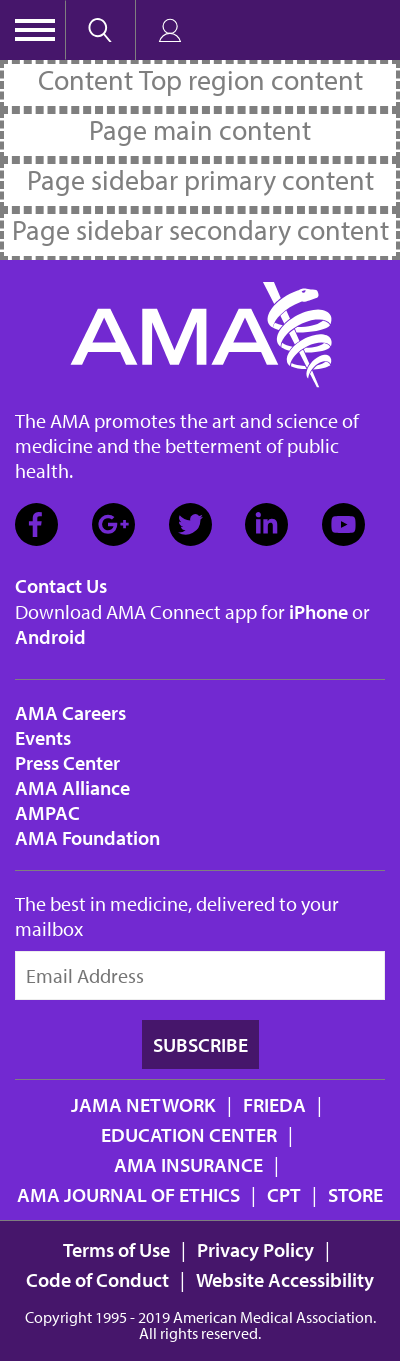 Content Top region content
Page main content
Page sidebar primary content
Page sidebar secondary content
AMA
The AMA promotes the art and science of
medicine and the betterment of public
health.
Contact Us
Download AMA Connect app for iPhone or
Android
AMA Careers
Events
Press Center
AMA Alliance
AMPAC
AMA Foundation
The best in medicine, delivered to your
mailbox
Email Address
SUBSCRIBE
JAMA NETWORK | FRIEDA |
EDUCATION CENTER |
AMA INSURANCE |
AMA JOURNAL OF ETHICS | CPT | STORE
Terms of Use | Privacy Policy |
Code of Conduct | Website Accessibility
Copyright 1995 - 2019 American Medical Association.
All rights reserved.